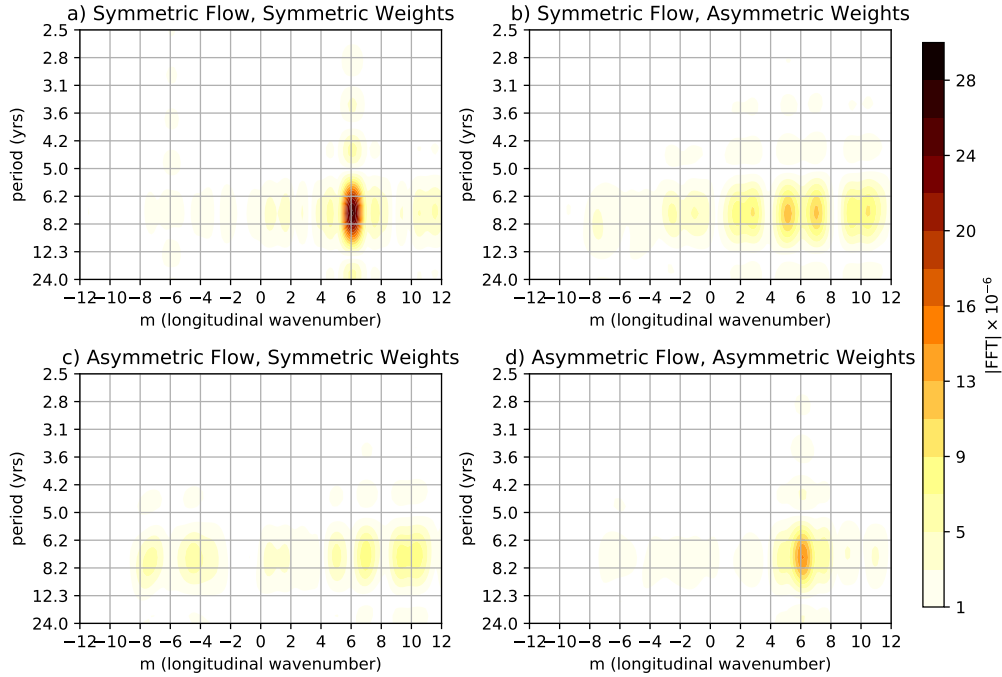 a) Symmetric Flow, Symmetric Weights
2.5
2.8
3.1
3.6
4.2
5.0
6.2
8.2
12.3
24.0
period (yrs)
−12 −10 −8 −6 −4 −2 0 2 4 6 8 10 12
m (longitudinal wavenumber)
b) Symmetric Flow, Asymmetric Weights
2.5
2.8
3.1
3.6
4.2
5.0
6.2
8.2
12.3
24.0
period (yrs)
−12 −10 −8 −6 −4 −2 0 2 4 6 8 10 12
m (longitudinal wavenumber)
c) Asymmetric Flow, Symmetric Weights
2.5
2.8
3.1
3.6
4.2
5.0
6.2
8.2
12.3
24.0
period (yrs)
−12 −10 −8 −6 −4 −2 0 2 4 6 8 10 12
m (longitudinal wavenumber)
d) Asymmetric Flow, Asymmetric Weights
2.5
2.8
3.1
3.6
4.2
5.0
6.2
8.2
12.3
24.0
period (yrs)
−12 −10 −8 −6 −4 −2 0 2 4 6 8 10 12
m (longitudinal wavenumber)
28
24
20
16
13
9
5
1
|FFT| × 10⁻⁶